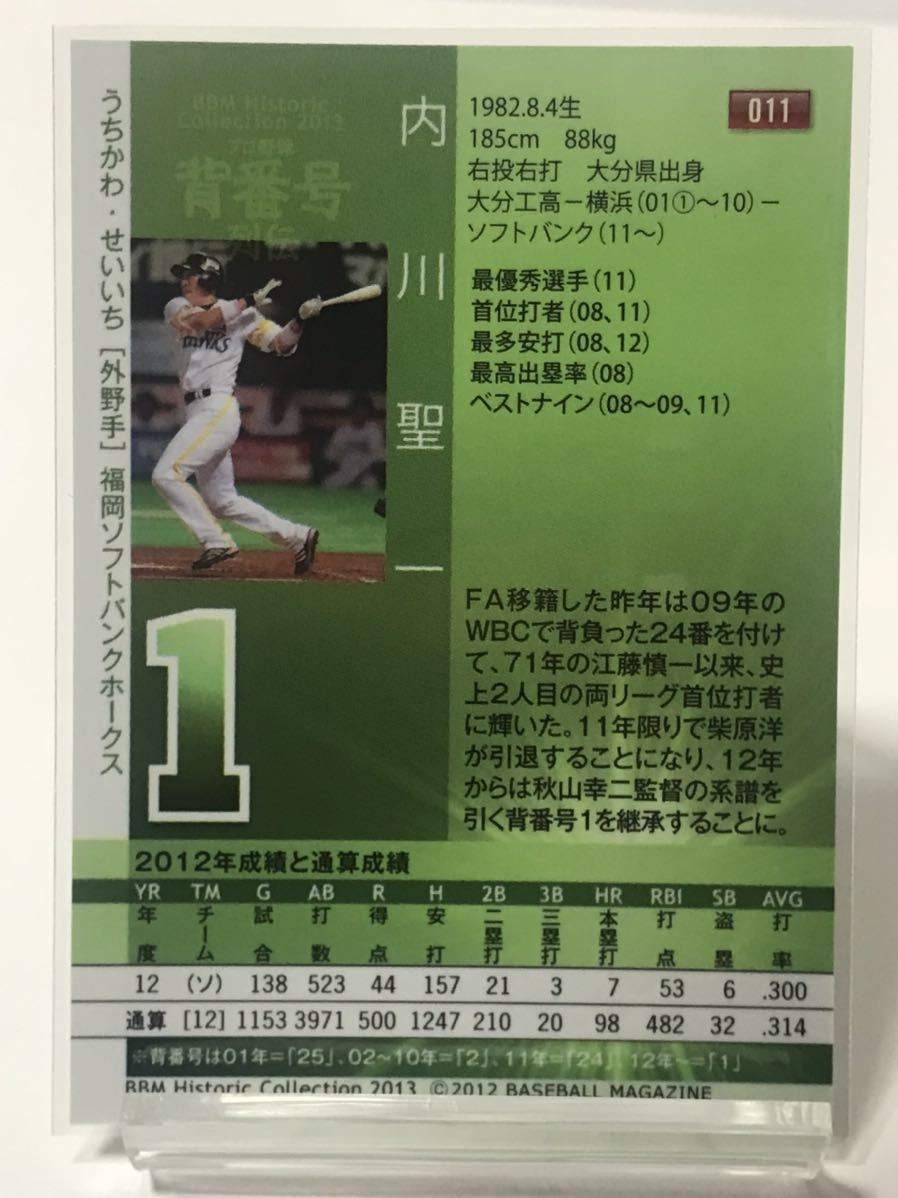 うちかわ・せいいち [外野手] 福岡ソフトバンクホークス
BBM Historic
Collection 2013
プロ野球
背番号
列伝
内川聖一
1
011
1982.8.4生
185cm 88kg
右投右打 大分県出身
大分工高－横浜(01①～10)－
ソフトバンク(11～)
最優秀選手(11)
首位打者(08、11)
最多安打(08、12)
最高出塁率(08)
ベストナイン(08～09、11)
FA移籍した昨年は09年の
WBCで背負った24番を付け
て、71年の江藤慎一以来、史
上2人目の両リーグ首位打者
に輝いた。11年限りで柴原洋
が引退することになり、12年
からは秋山幸二監督の系譜を
引く背番号1を継承することに。
2012年成績と通算成績
YR TM G AB R H 2B 3B HR RBI SB AVG
年度 チーム 試合 打数 得点 安打 二塁打 三塁打 本塁打 打点 盗塁 打率
12 (ソ) 138 523 44 157 21 3 7 53 6 .300
通算 [12] 1153 3971 500 1247 210 20 98 482 32 .314
※背番号は01年=「25」、02～10年=「2」、11年=「24」、12年～=「1」
BBM Historic Collection 2013 ©2012 BASEBALL MAGAZINE